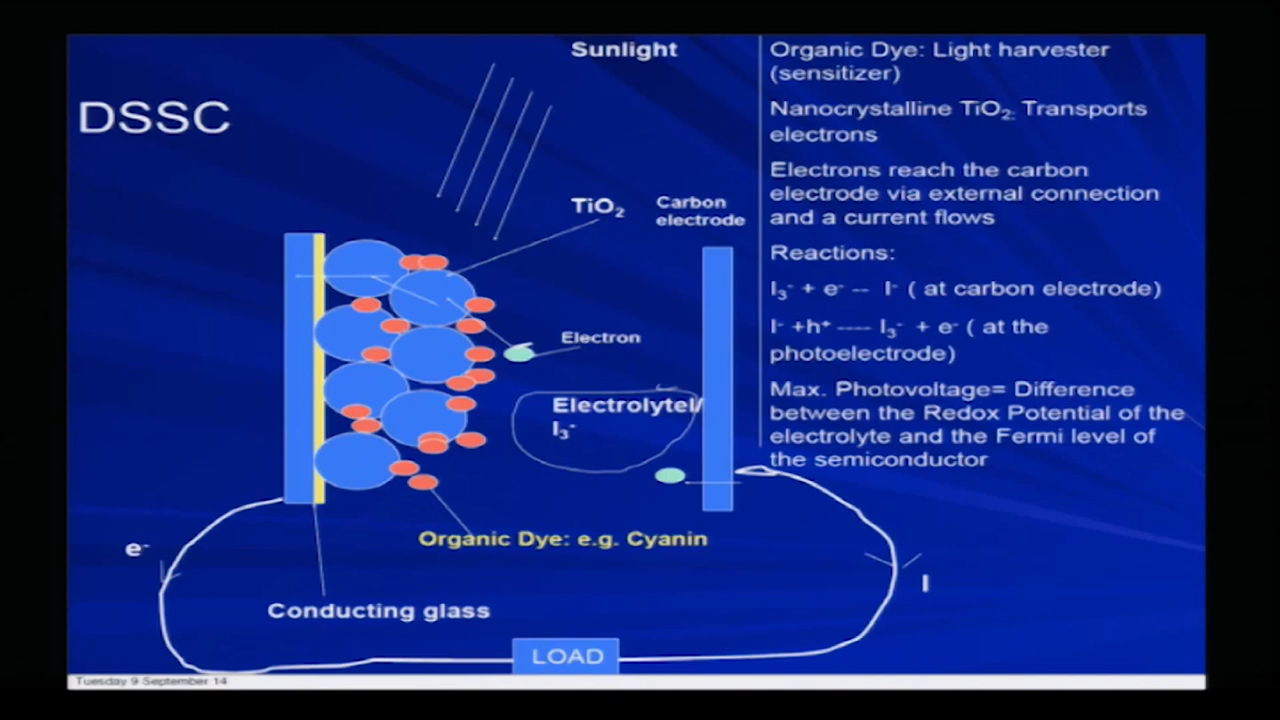 DSSC
Sunlight
TiO₂
Carbon
electrode
Electron
Electrolytel/
I₃⁻
Organic Dye: e.g. Cyanin
e⁻
Conducting glass
LOAD
I
Organic Dye: Light harvester
(sensitizer)
Nanocrystalline TiO₂: Transports
electrons
Electrons reach the carbon
electrode via external connection
and a current flows
Reactions:
I₃⁻ + e⁻ -- I⁻ ( at carbon electrode)
I⁻ +h⁺ ---- I₃⁻ + e⁻ ( at the
photoelectrode)
Max. Photovoltage= Difference
between the Redox Potential of the
electrolyte and the Fermi level of
the semiconductor
Tuesday 9 September 14